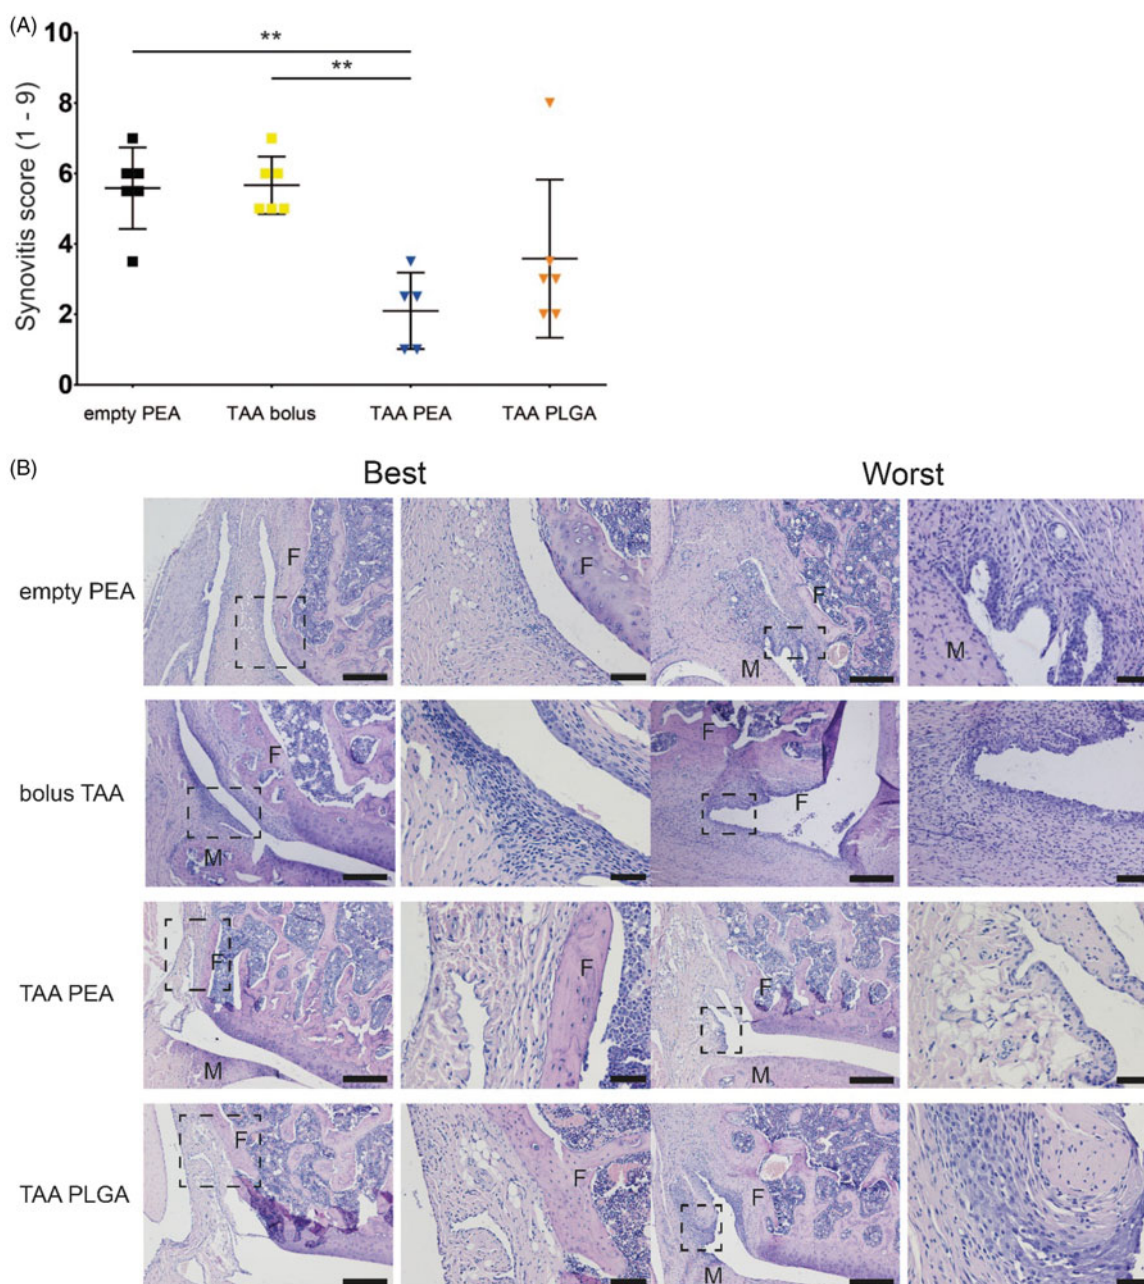 (A)
Synovitis score (1 - 9)
10
8
6
4
2
0
**
**
empty PEA TAA bolus TAA PEA TAA PLGA
(B)
Best Worst
empty PEA
F F F M M
bolus TAA
F M F F
TAA PEA
F M F F M
TAA PLGA
F M F F M